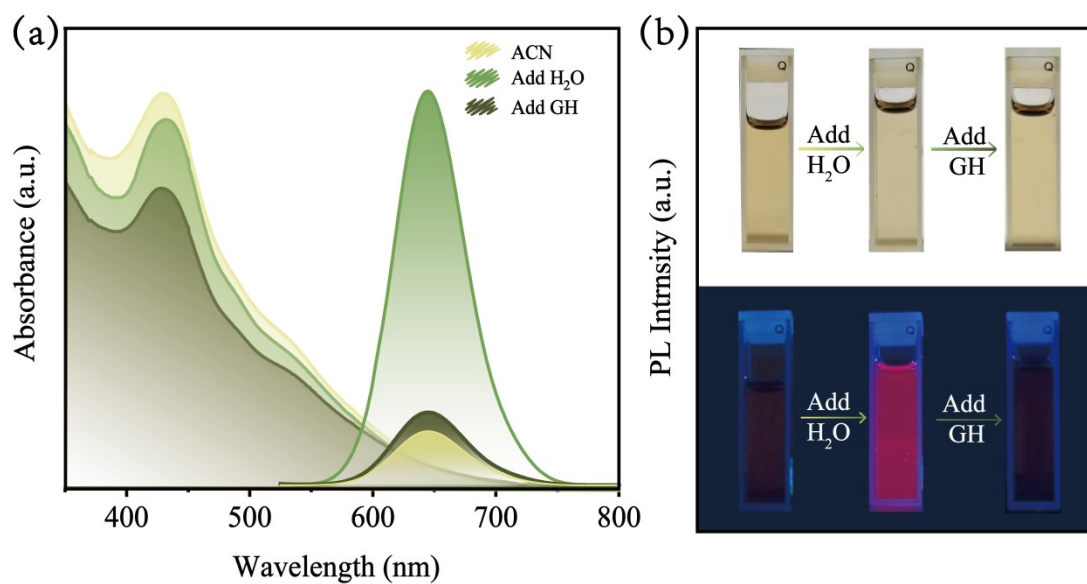 (a)
ACN
Add H₂O
Add GH
Absorbance (a.u.)
400 500 600 700 800
Wavelength (nm)
PL Intrnsity (a.u.)
(b)
Q Q Q
Add
H₂O
Add
GH
Q Q Q
Add
H₂O
Add
GH